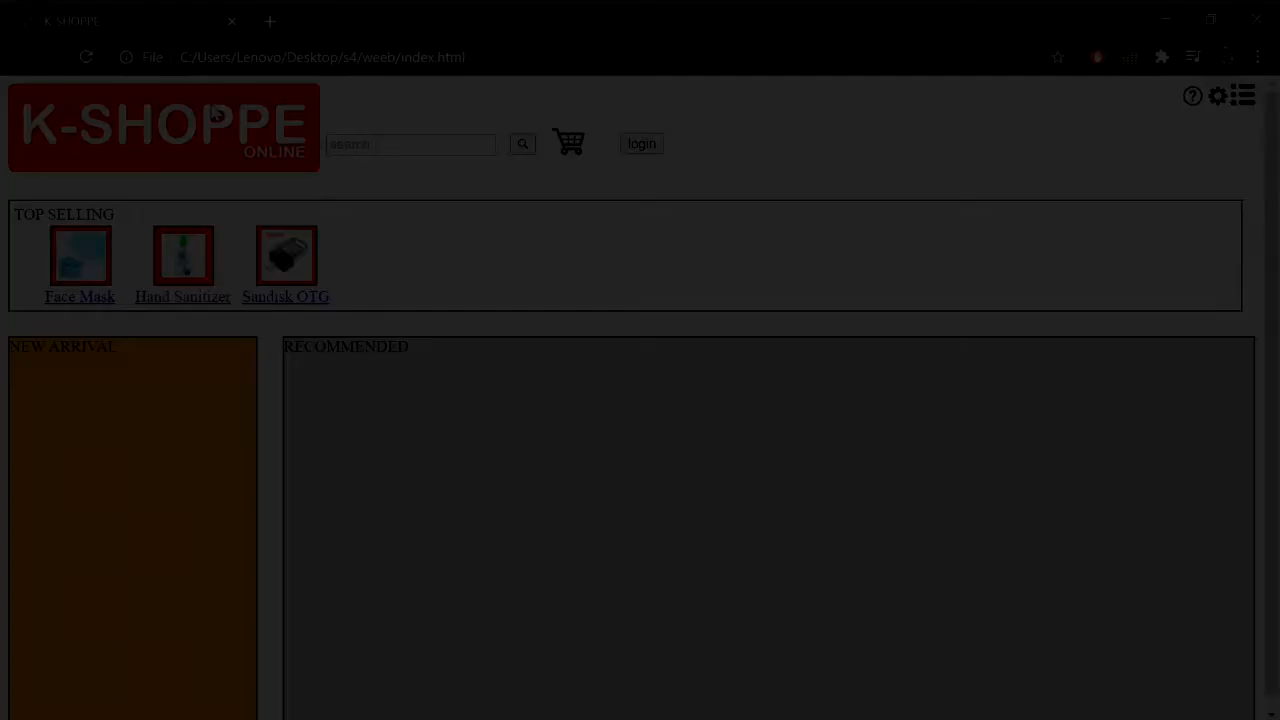 K-SHOPPE
File C:/Users/Lenovo/Desktop/s4/weeb/index.html
K-SHOPPE
ONLINE
search
login
TOP SELLING
Face Mask Hand Sanitizer Sandisk OTG
NEW ARRIVAL
RECOMMENDED